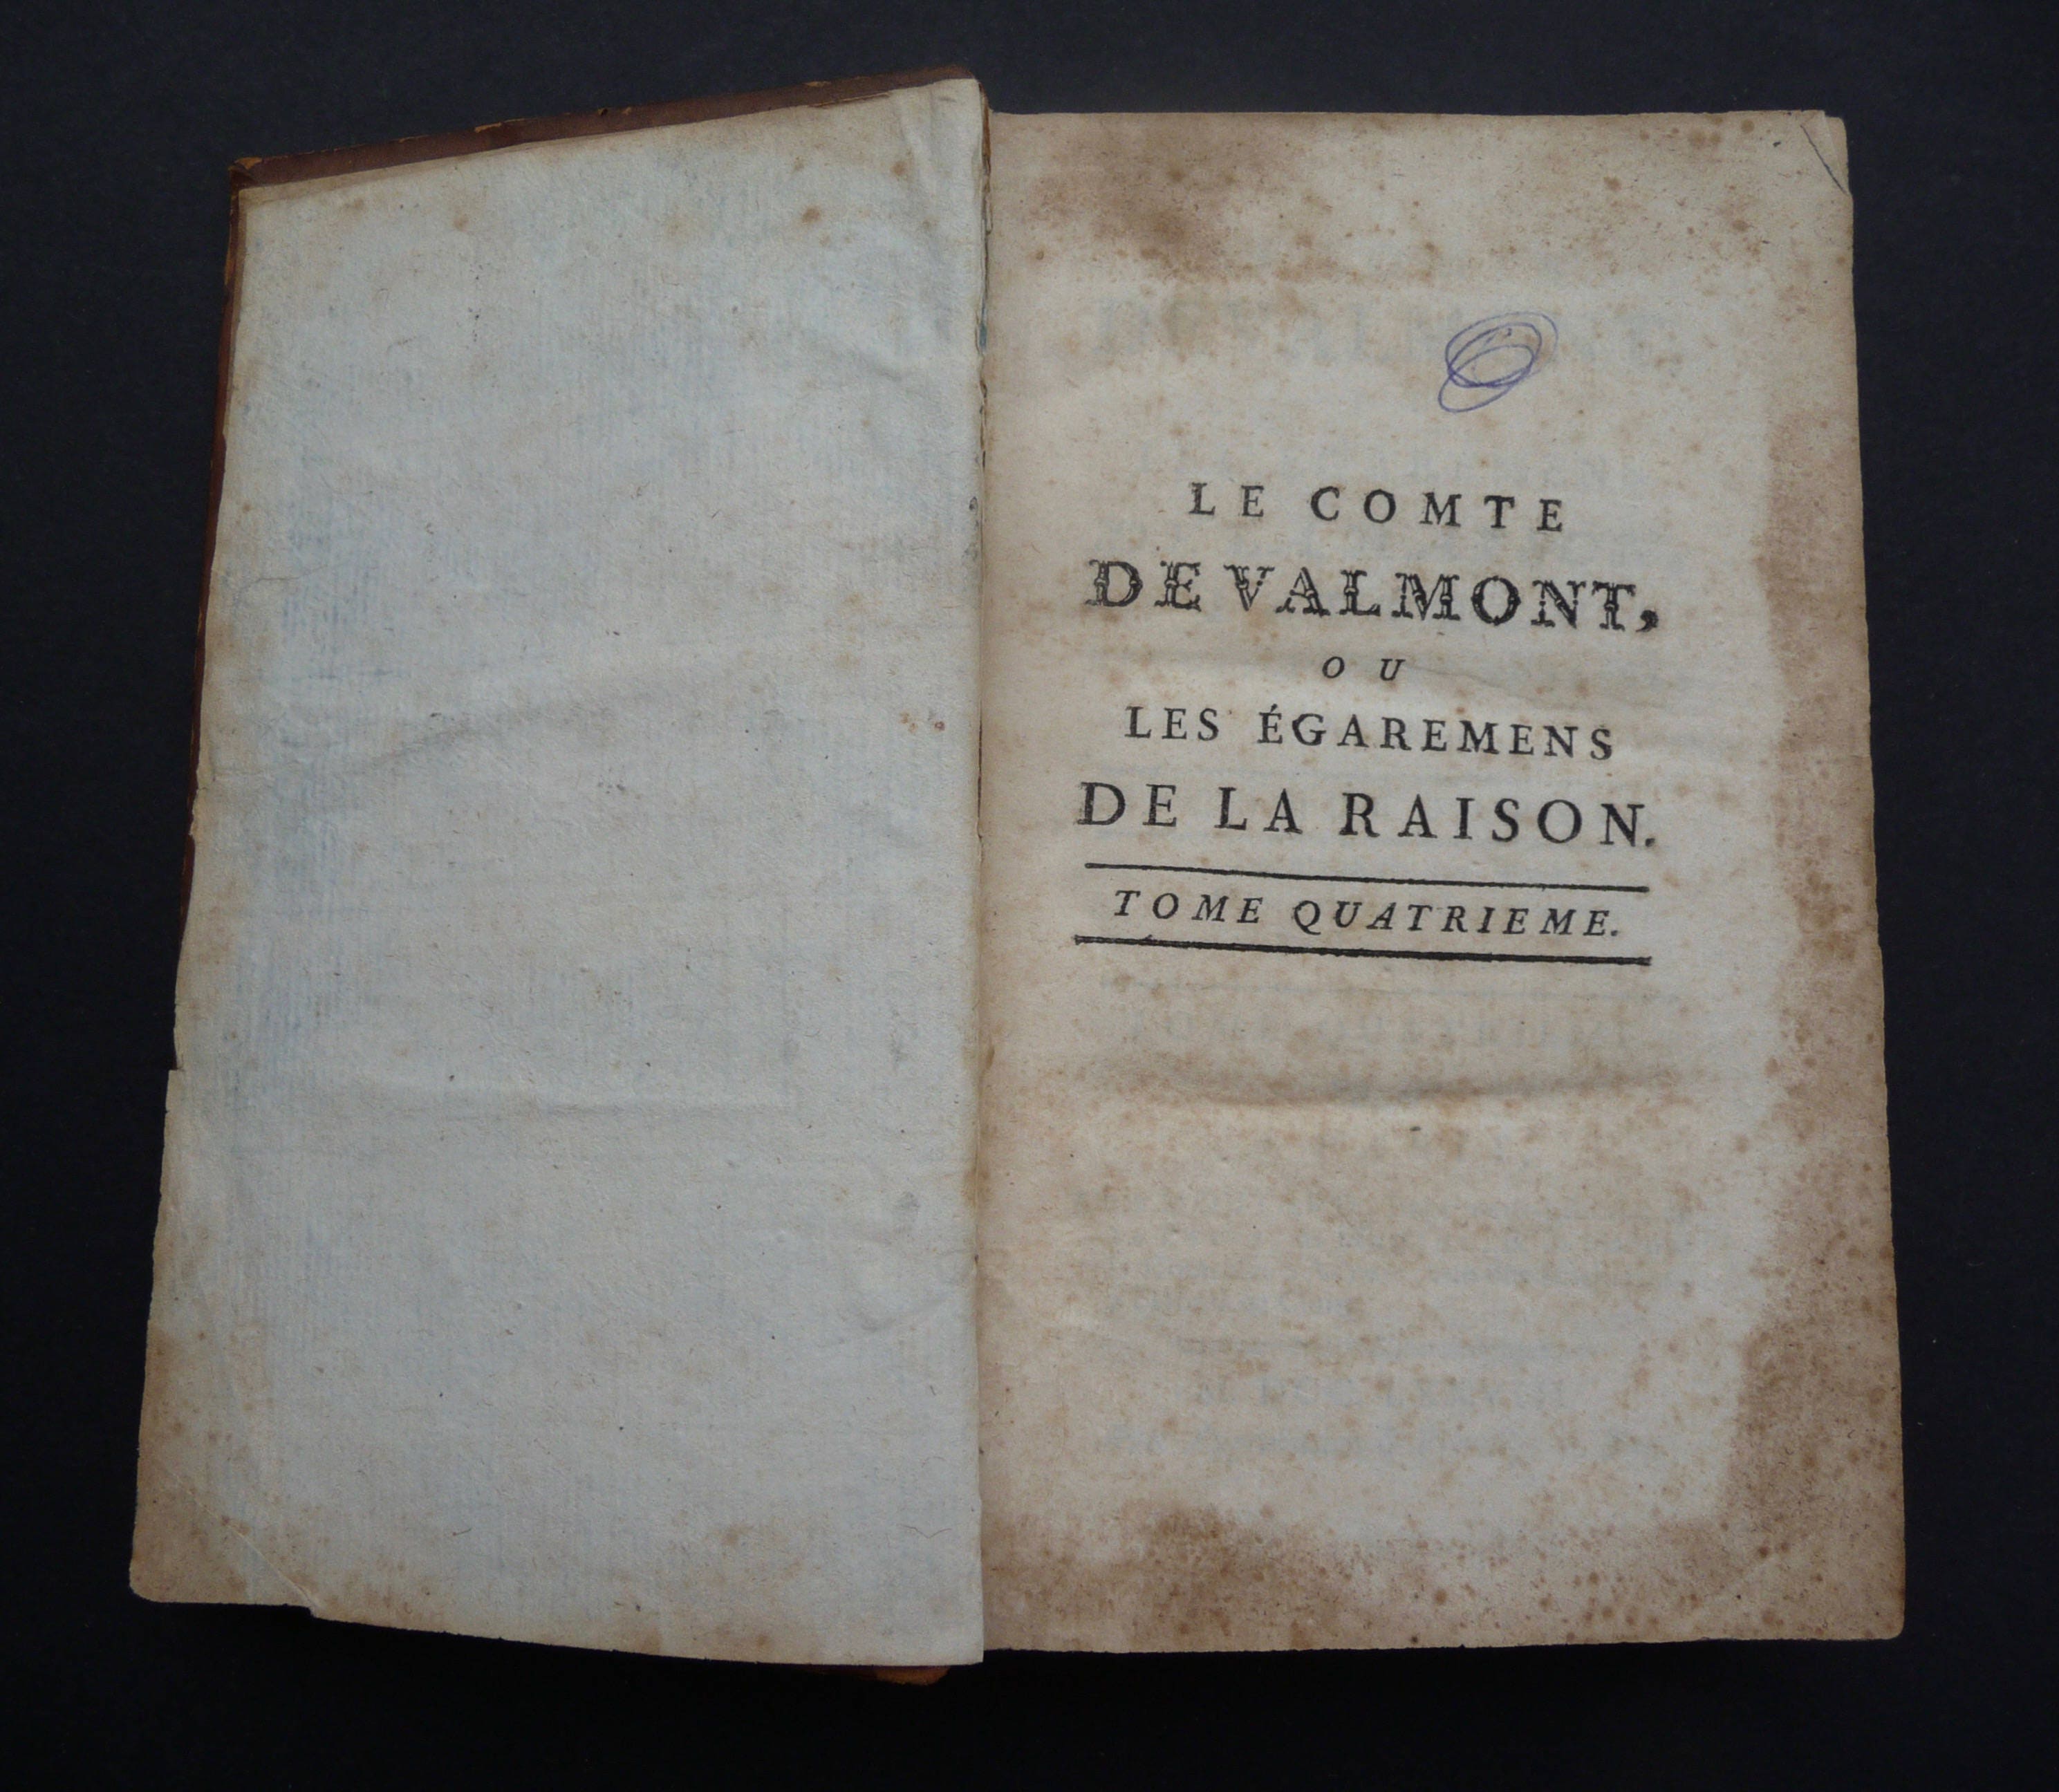 LE COMTE
DE VALMONT,
OU
LES ÉGAREMENS
DE LA RAISON.
TOME QUATRIEME.